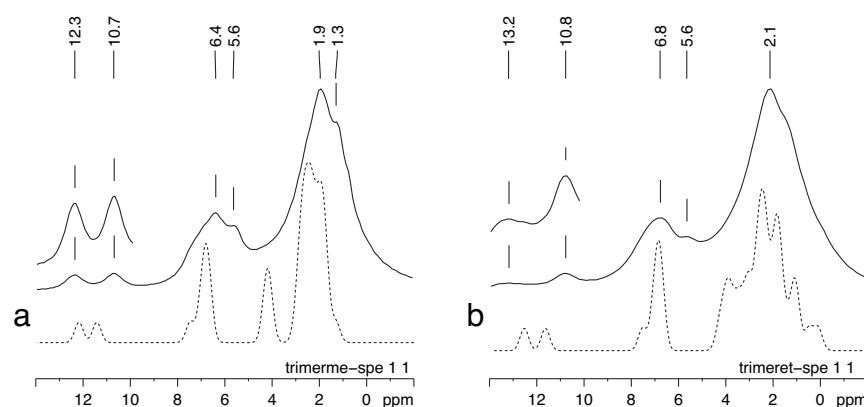 12.3 10.7 6.4 5.6 1.9 1.3
13.2 10.8 6.8 5.6 2.1
a
b
trimerme-spe 1 1
trimeret-spe 1 1
12 10 8 6 4 2 0 ppm
12 10 8 6 4 2 0 ppm